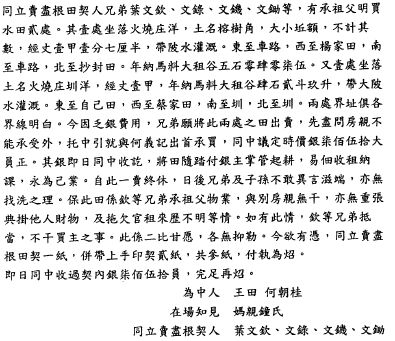 同立賣盡根田契人兄弟葉文欽、文錄、文鐖、文鋤等，有承祖父明買
水田貳處。其壹處坐落火燒庄洋，土名榕樹角，大小坵額，不計其
數，經丈壹甲壹分七厘半，帶陂水灌溉。東至車路，西至楊家田，南
至車路，北至抄封田。年納馬料大租谷五石零肆零柒伍。又壹處坐落
土名火燒庄圳洋，經丈壹甲，年納馬料大租谷肆石貳斗玖升，帶大陂
水灌溉。東至自己田，西至蔡家田，南至圳，北至圳。兩處界址俱各
界線明白。今因乏銀費用，兄弟願將此兩處之田出賣，先盡問房親不
能承受外，托中引就與何義記出首承買，同中議定時價銀柒佰伍拾大
員正。其銀即日同中收訖，將田隨踏付銀主掌管起耕，易佃收租納
課，永為己業。自此一賣終休，日後兄弟及子孫不敢異言滋端，亦無
找洗之理。保此田係欽等兄弟承祖父物業，與別房親無干，亦無重張
典掛他人財物，及拖欠官租來歷不明等情。如有此情，欽等兄弟抵
當，不干買主之事。此係二比甘愿，各無抑勒。今欲有憑，同立賣盡
根田契一紙，併帶上手印契貳紙，共參紙，付執為炤。
即日同中收過契內銀柒佰伍拾員，完足再炤。
為中人　王田 何朝桂
在場知見　媽親鐘氏
同立賣盡根契人　葉文欽、文錄、文鐖、文鋤